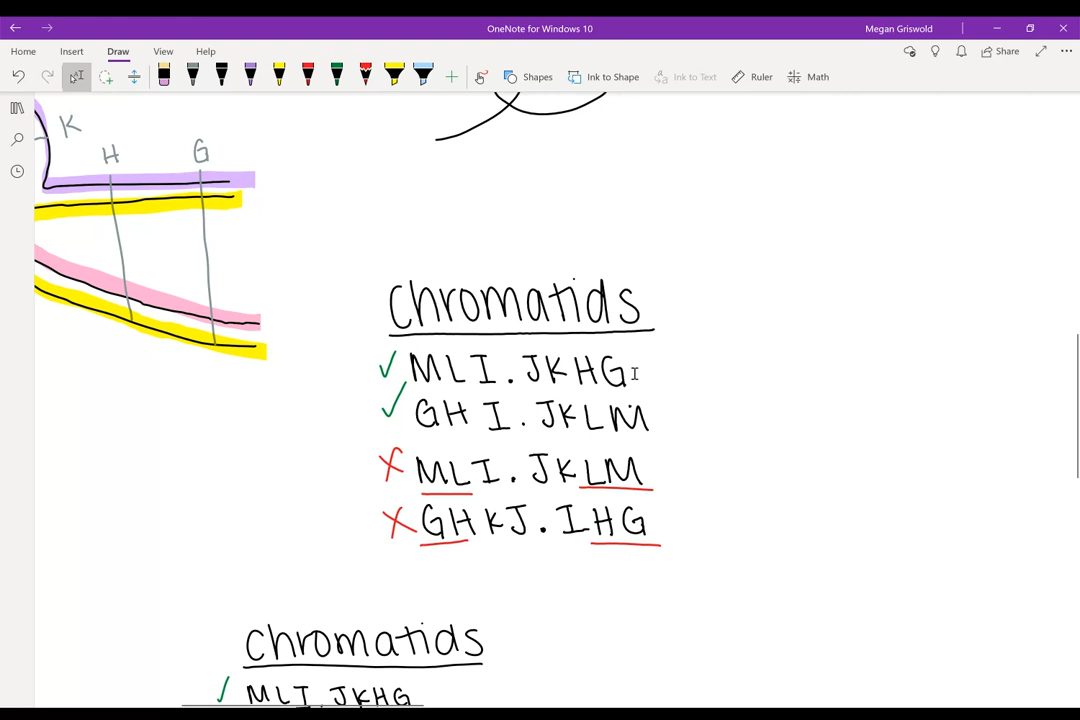 OneNote for Windows 10
Megan Griswold
Home Insert Draw View Help
Share
Shapes
Ink to Shape
Ink to Text
Ruler
Math
K
H G
Chromatids
✓ MLI.JKHG
✓ GH I.JKLM
X MLI.JKLM
X GHKJ.IHG
Chromatids
✓ MLI.JKHG